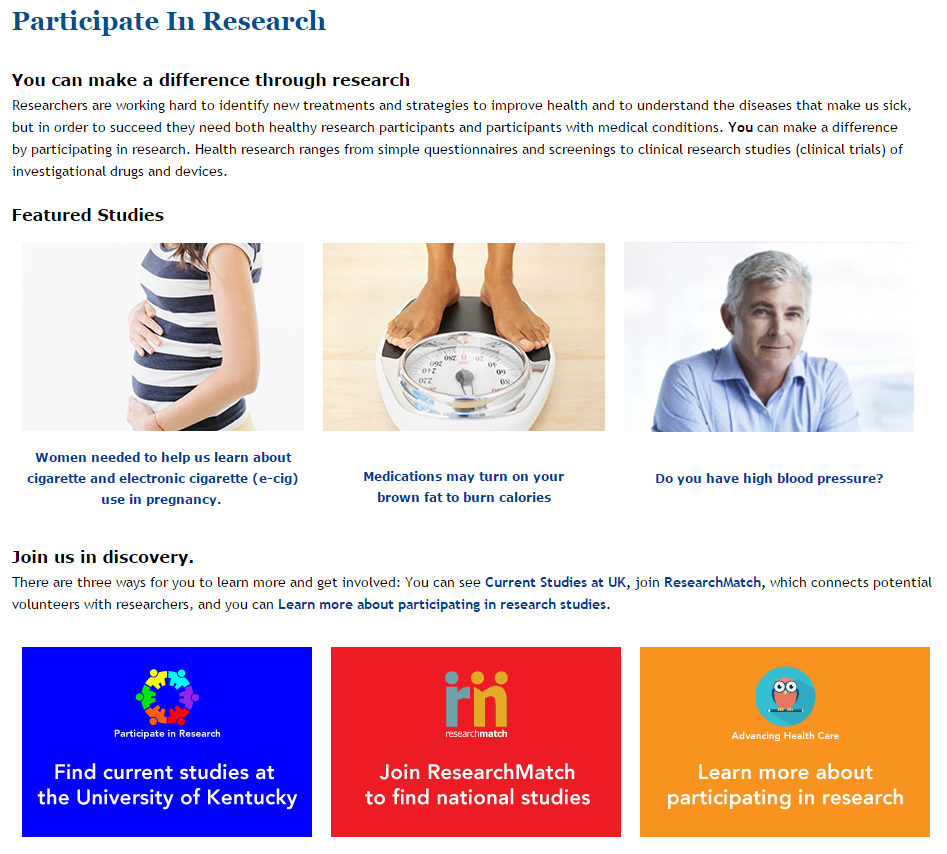 Participate In Research
You can make a difference through research
Researchers are working hard to identify new treatments and strategies to improve health and to understand the diseases that make us sick,
but in order to succeed they need both healthy research participants and participants with medical conditions. You can make a difference
by participating in research. Health research ranges from simple questionnaires and screenings to clinical research studies (clinical trials) of
investigational drugs and devices.
Featured Studies
Women needed to help us learn about
cigarette and electronic cigarette (e-cig)
use in pregnancy.
Medications may turn on your
brown fat to burn calories
Do you have high blood pressure?
Join us in discovery.
There are three ways for you to learn more and get involved: You can see Current Studies at UK, join ResearchMatch, which connects potential
volunteers with researchers, and you can Learn more about participating in research studies.
Participate in Research
Find current studies at
the University of Kentucky
rm
researchmatch
Join ResearchMatch
to find national studies
Advancing Health Care
Learn more about
participating in research